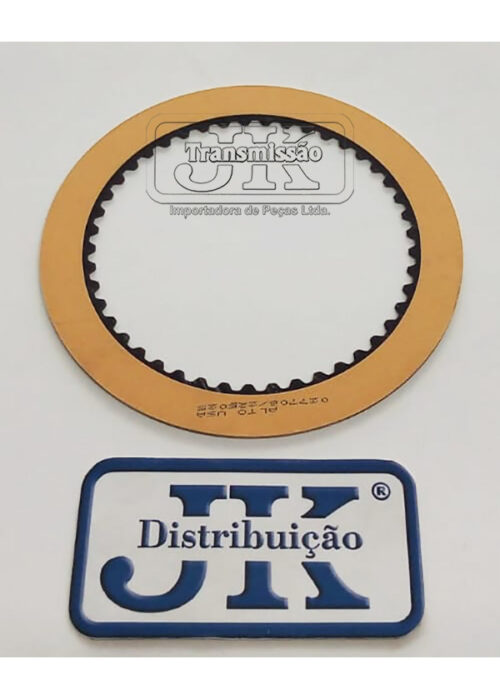 Transmissão
JK
Importadora de Peças Ltda.
ALTO USA
JK
Distribuição
®